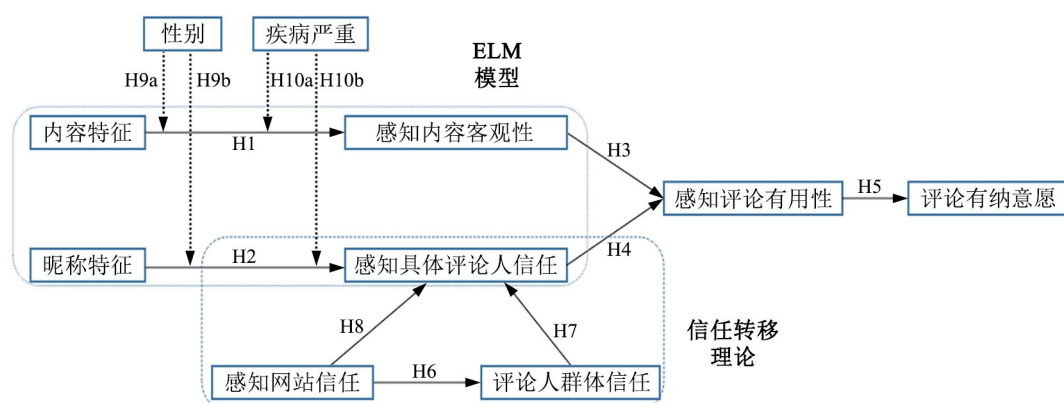 性别
疾病严重
ELM
模型
H9a
H9b
H10a
H10b
内容特征
H1
感知内容客观性
H3
感知评论有用性
H5
评论有纳意愿
昵称特征
H2
感知具体评论人信任
H4
H8
H7
信任转移
理论
感知网站信任
H6
评论人群体信任